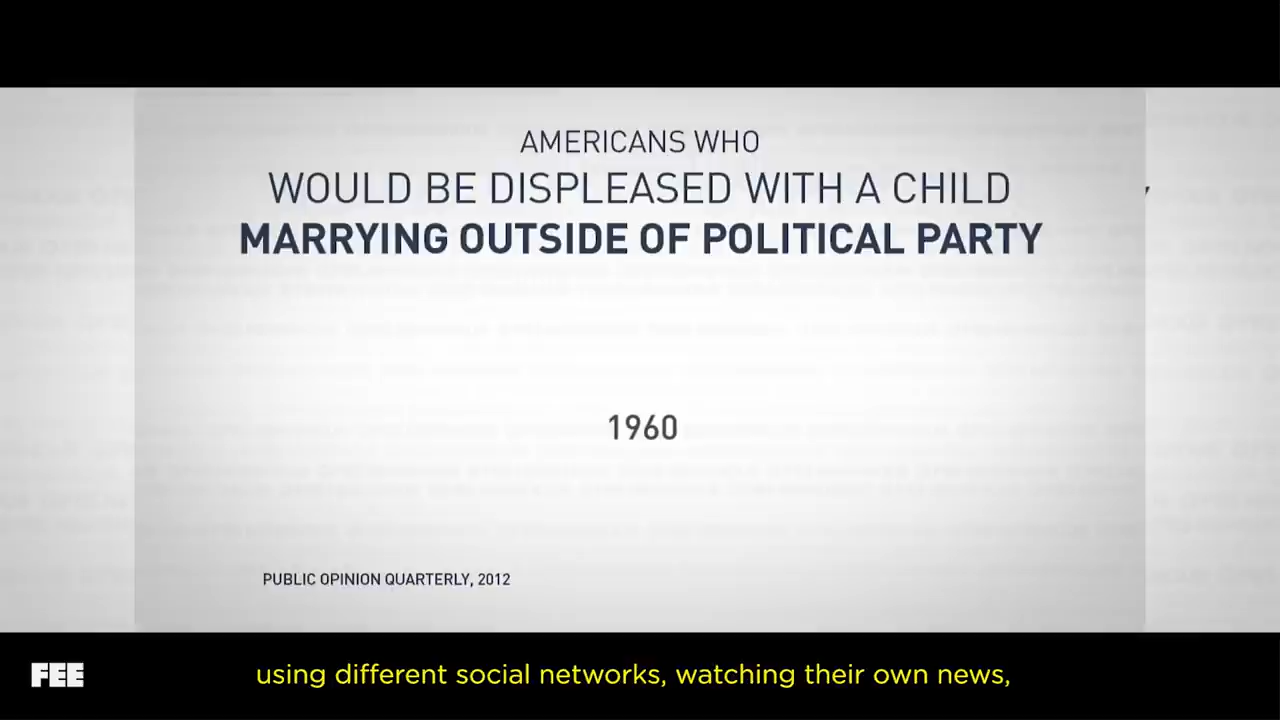 AMERICANS WHO
WOULD BE DISPLEASED WITH A CHILD
MARRYING OUTSIDE OF POLITICAL PARTY
1960
PUBLIC OPINION QUARTERLY, 2012
FEE
using different social networks, watching their own news,